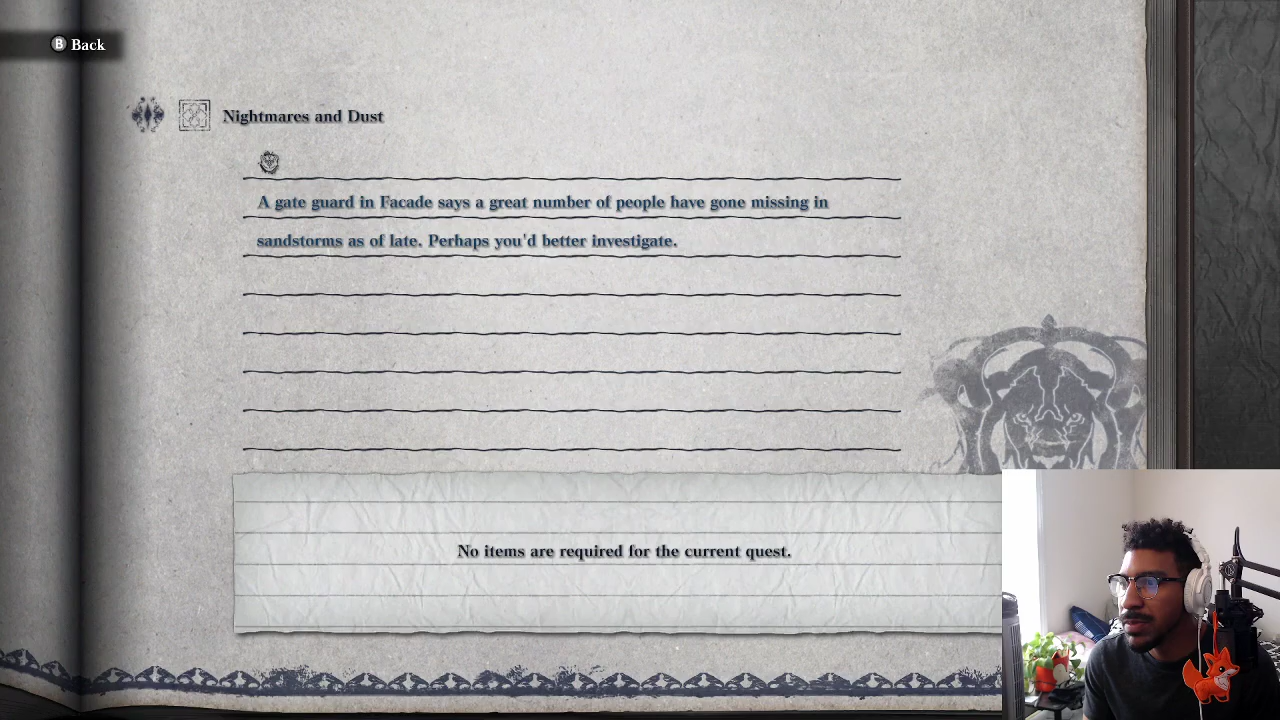 B Back
Nightmares and Dust
A gate guard in Facade says a great number of people have gone missing in
sandstorms as of late. Perhaps you'd better investigate.
No items are required for the current quest.